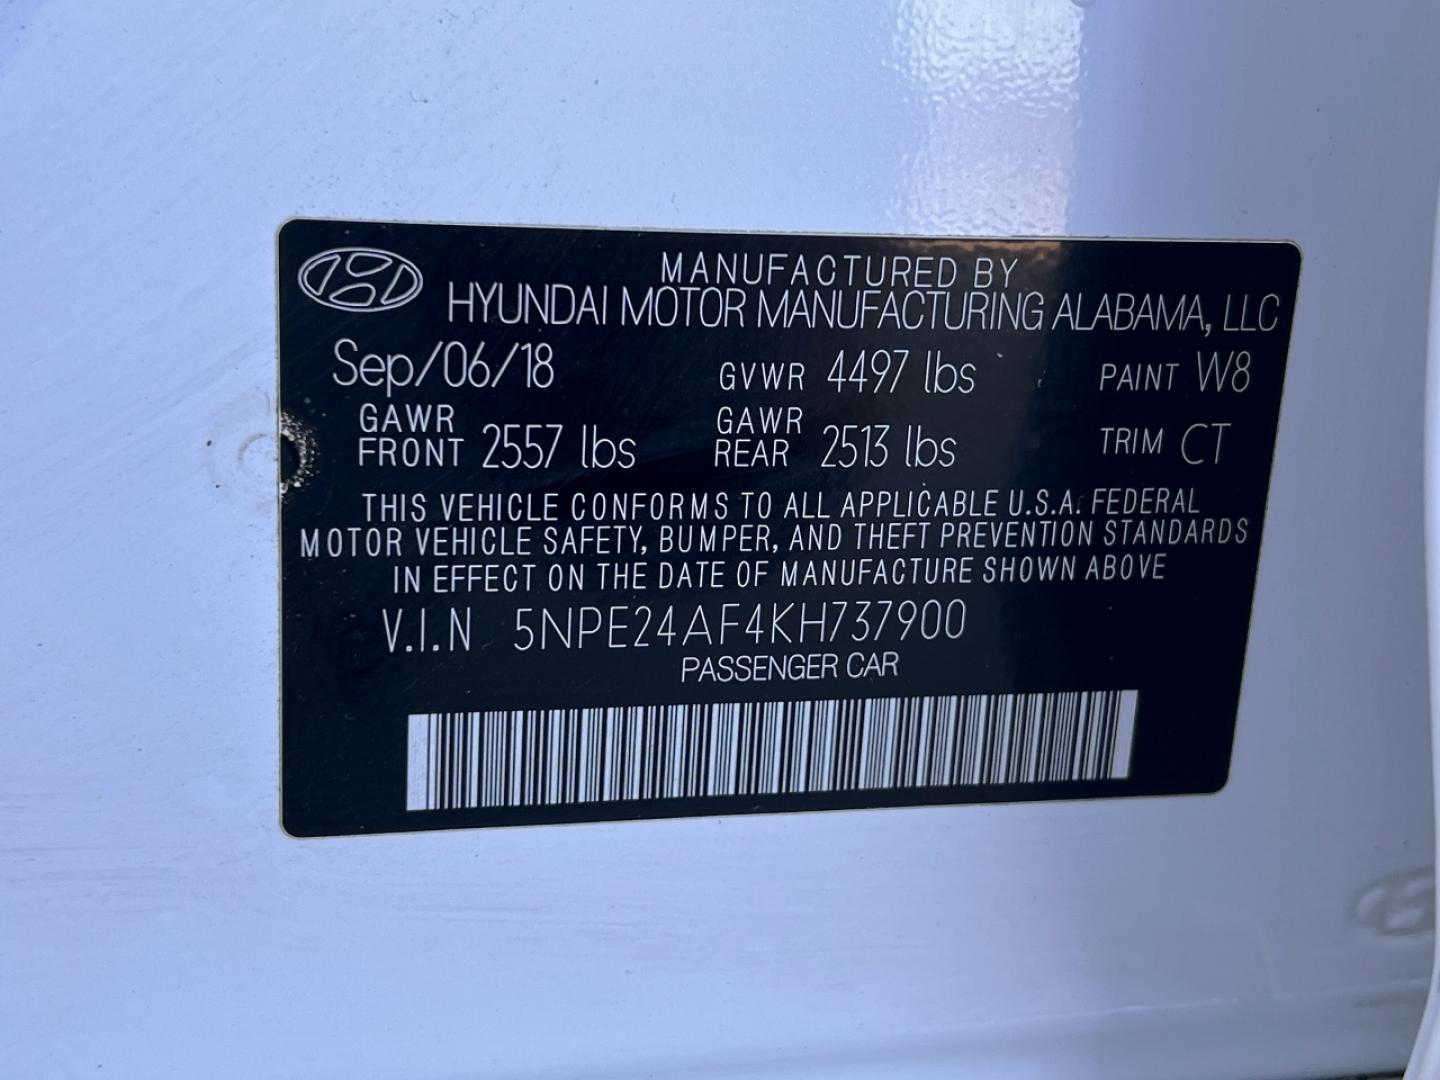 MANUFACTURED BY
HYUNDAI MOTOR MANUFACTURING ALABAMA, LLC
Sep/06/18 GVWR 4497 lbs PAINT W8
GAWR FRONT 2557 lbs GAWR REAR 2513 lbs TRIM CT
THIS VEHICLE CONFORMS TO ALL APPLICABLE U.S.A. FEDERAL
MOTOR VEHICLE SAFETY, BUMPER, AND THEFT PREVENTION STANDARDS
IN EFFECT ON THE DATE OF MANUFACTURE SHOWN ABOVE
V.I.N 5NPE24AF4KH737900
PASSENGER CAR